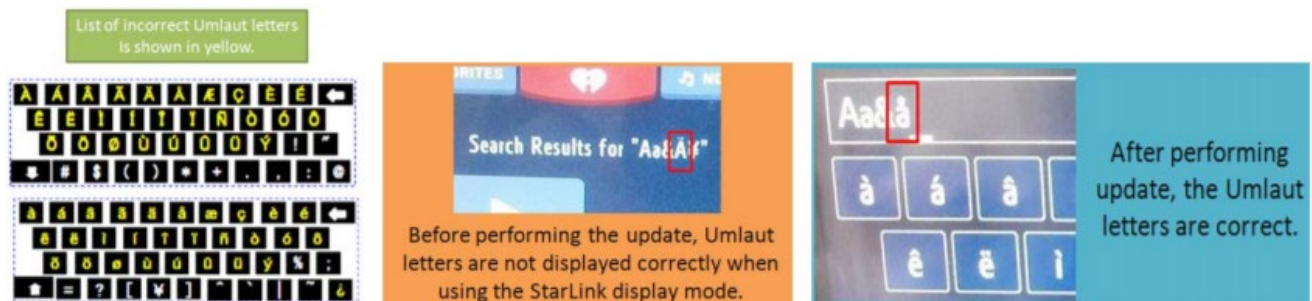 List of incorrect Umlaut letters
Is shown in yellow.
À Á Â Ã Ä Å Æ Ç È É
Ê Ë Ì Í Î Ï Ñ Ò Ó Ô
Õ Ö Ø Ù Ú Û Ü Ý ! "
# $ ( ) * + . , : @
à á â ã ä å æ ç è é
ê ë ì í î ï ñ ò ó ô
õ ö ø ù ú û ü ý % ;
= ? [ ¥ ] ^ ` | ~ ¿
ORITES
Search Results for "Aa&Ã¥"
Before performing the update, Umlaut
letters are not displayed correctly when
using the StarLink display mode.
Aa&å_
à á â
ê ë ì
After performing
update, the Umlaut
letters are correct.